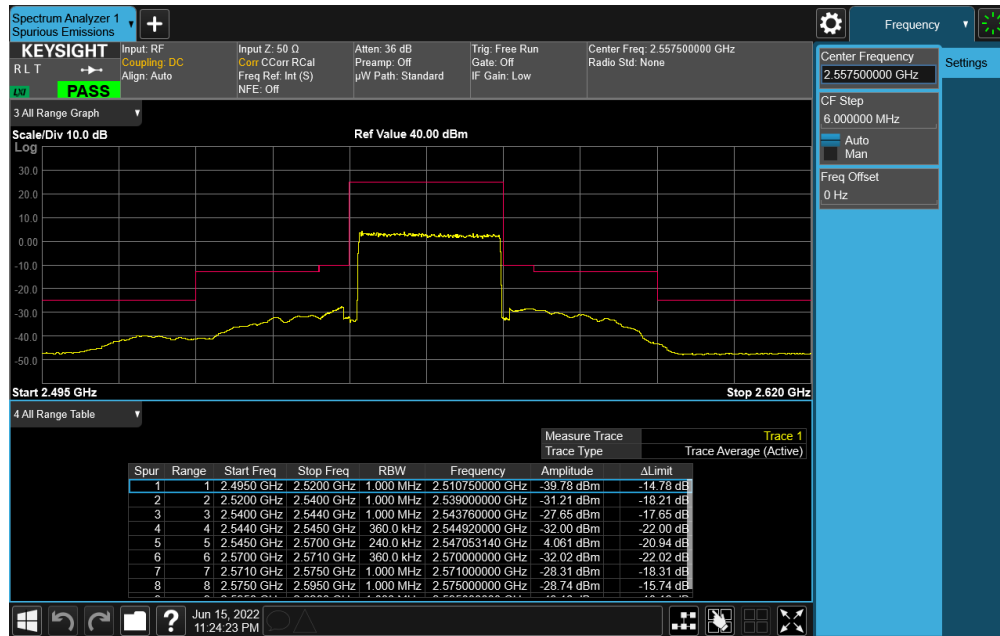 Spectrum Analyzer 1
Spurious Emissions
Frequency
KEYSIGHT
R L T
LXI
PASS
Input: RF
Coupling: DC
Align: Auto
Input Z: 50 Ω
Corr CCorr RCal
Freq Ref: Int (S)
NFE: Off
Atten: 36 dB
Preamp: Off
µW Path: Standard
Trig: Free Run
Gate: Off
IF Gain: Low
Center Freq: 2.557500000 GHz
Radio Std: None
Center Frequency
2.557500000 GHz
Settings
CF Step
6.000000 MHz
Auto
Man
Freq Offset
0 Hz
3 All Range Graph
Scale/Div 10.0 dB
Ref Value 40.00 dBm
Log
30.0
20.0
10.0
0.00
-10.0
-20.0
-30.0
-40.0
-50.0
Start 2.495 GHz
Stop 2.620 GHz
4 All Range Table
Measure Trace Trace 1
Trace Type Trace Average (Active)
Spur Range Start Freq Stop Freq RBW Frequency Amplitude ΔLimit
1 1 2.4950 GHz 2.5200 GHz 1.000 MHz 2.510750000 GHz -39.78 dBm -14.78 dB
2 2 2.5200 GHz 2.5400 GHz 1.000 MHz 2.539000000 GHz -31.21 dBm -18.21 dB
3 3 2.5400 GHz 2.5440 GHz 1.000 MHz 2.543760000 GHz -27.65 dBm -17.65 dB
4 4 2.5440 GHz 2.5450 GHz 360.0 kHz 2.544920000 GHz -32.00 dBm -22.00 dB
5 5 2.5450 GHz 2.5700 GHz 240.0 kHz 2.547053140 GHz 4.061 dBm -20.94 dB
6 6 2.5700 GHz 2.5710 GHz 360.0 kHz 2.570000000 GHz -32.02 dBm -22.02 dB
7 7 2.5710 GHz 2.5750 GHz 1.000 MHz 2.571000000 GHz -28.31 dBm -18.31 dB
8 8 2.5750 GHz 2.5950 GHz 1.000 MHz 2.575000000 GHz -28.74 dBm -15.74 dB
Jun 15, 2022
11:24:23 PM